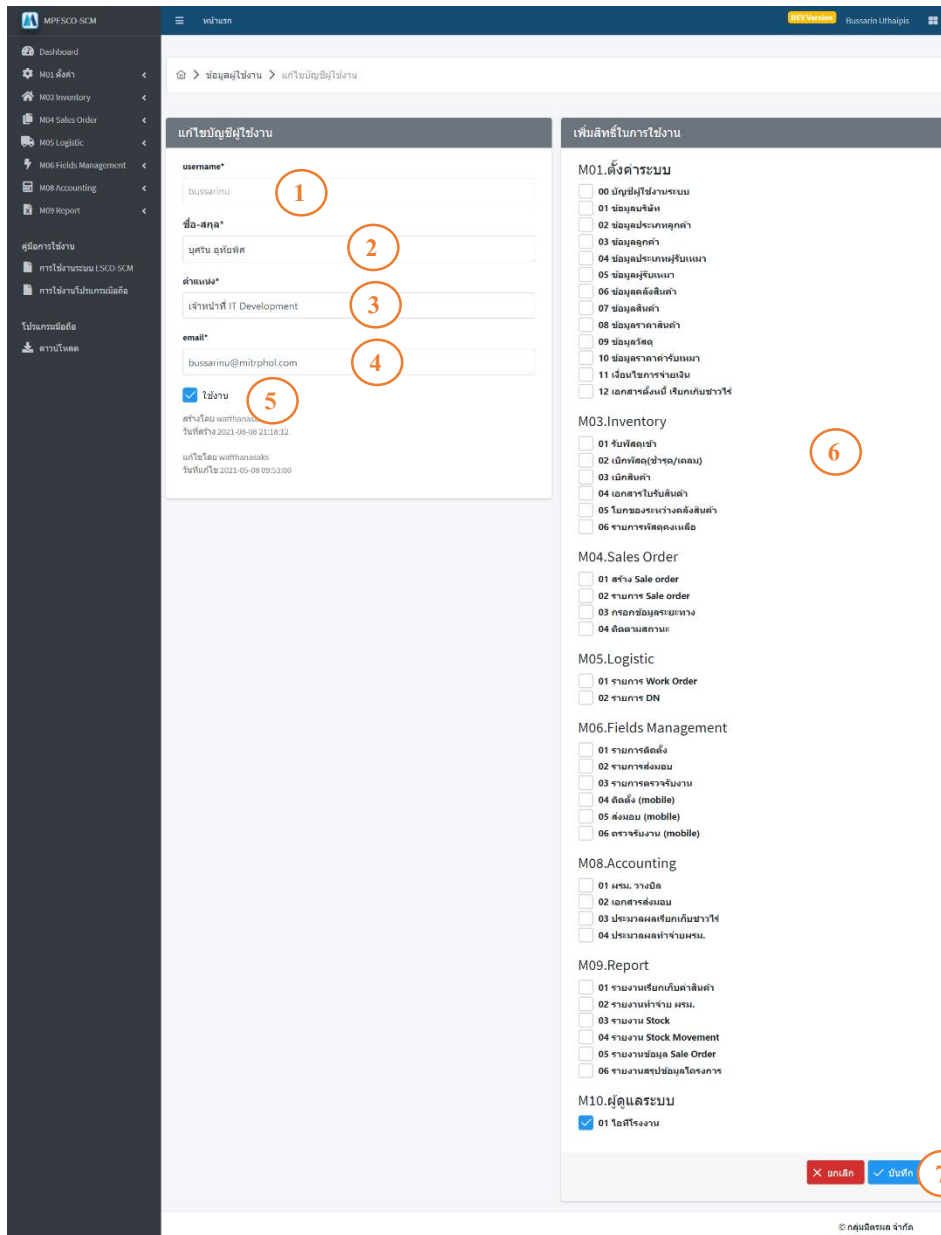 MPESCO-SCM
หน้าแรก
DEV Version
Bussarin Uthaipis
Dashboard
M01 ตั้งค่า
M03 Inventory
M04 Sales Order
M05 Logistic
M06 Fields Management
M08 Accounting
M09 Report
คู่มือการใช้งาน
การใช้งานระบบ ESCO-SCM
การใช้งานโปรแกรมมือถือ
โปรแกรมมือถือ
ดาวน์โหลด
ข้อมูลผู้ใช้งาน > แก้ไขบัญชีผู้ใช้งาน
แก้ไขบัญชีผู้ใช้งาน
username*
bussarinu
1
ชื่อ-สกุล*
บุศริน อุทัยพิศ
2
ตำแหน่ง*
เจ้าหน้าที่ IT Development
3
email*
bussarinu@mitrphol.com
4
ใช้งาน
5
สร้างโดย watthanasa
วันที่สร้าง 2021-08-08 21:18:12
แก้ไขโดย watthanasaks
วันที่แก้ไข 2021-05-08 09:53:00
เพิ่มสิทธิ์ในการใช้งาน
M01.ตั้งค่าระบบ
00 บัญชีผู้ใช้งานระบบ
01 ข้อมูลบริษัท
02 ข้อมูลประเภทลูกค้า
03 ข้อมูลลูกค้า
04 ข้อมูลประเภทผู้รับเหมา
05 ข้อมูลผู้รับเหมา
06 ข้อมูลคลังสินค้า
07 ข้อมูลสินค้า
08 ข้อมูลราคาสินค้า
09 ข้อมูลวัสดุ
10 ข้อมูลราคาค่ารับเหมา
11 เงื่อนไขการจ่ายเงิน
12 เอกสารตั้งหนี้ เรียกเก็บชาวไร่
M03.Inventory
01 รับพัสดุเข้า
02 เบิกพัสดุ(ชำรุด/เคลม)
03 เบิกสินค้า
04 เอกสารใบรับสินค้า
05 โยกของระหว่างคลังสินค้า
06 รายการพัสดุคงเหลือ
6
M04.Sales Order
01 สร้าง Sale order
02 รายการ Sale order
03 กรอกข้อมูลระยะทาง
04 ติดตามสถานะ
M05.Logistic
01 รายการ Work Order
02 รายการ DN
M06.Fields Management
01 รายการติดตั้ง
02 รายการส่งมอบ
03 รายการตรวจรับงาน
04 ติดตั้ง (mobile)
05 ส่งมอบ (mobile)
06 ตรวจรับงาน (mobile)
M08.Accounting
01 ผรม. วางบิล
02 เอกสารส่งมอบ
03 ประมวลผลเรียกเก็บชาวไร่
04 ประมวลผลทำจ่ายผรม.
M09.Report
01 รายงานเรียกเก็บค่าสินค้า
02 รายงานทำจ่าย ผรม.
03 รายงาน Stock
04 รายงาน Stock Movement
05 รายงานข้อมูล Sale Order
06 รายงานสรุปข้อมูลโครงการ
M10.ผู้ดูแลระบบ
01 ไอทีโรงงาน
ยกเลิก
บันทึก
7
© กลุ่มมิตรผล จำกัด